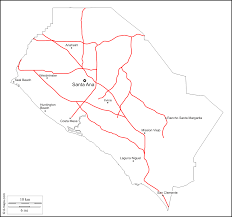 Anaheim
Westminster
Santa Ana
Seal Beach
Irvine
Huntington
Beach
Costa Mesa
Rancho Santa Margarita
Mission Viejo
Laguna Niguel
San Clemente
10 km
6 mi